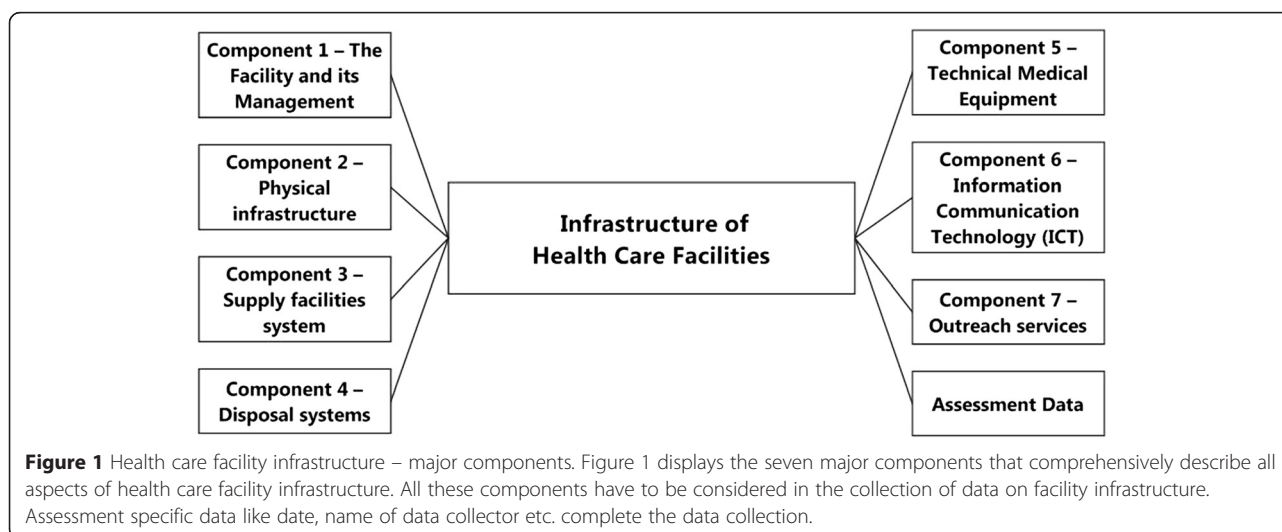 Component 1 – The
Facility and its
Management
Component 2 –
Physical
infrastructure
Component 3 –
Supply facilities
system
Component 4 –
Disposal systems
Infrastructure of
Health Care Facilities
Component 5 –
Technical Medical
Equipment
Component 6 –
Information
Communication
Technology (ICT)
Component 7 –
Outreach services
Assessment Data
Figure 1 Health care facility infrastructure – major components. Figure 1 displays the seven major components that comprehensively describe all
aspects of health care facility infrastructure. All these components have to be considered in the collection of data on facility infrastructure.
Assessment specific data like date, name of data collector etc. complete the data collection.